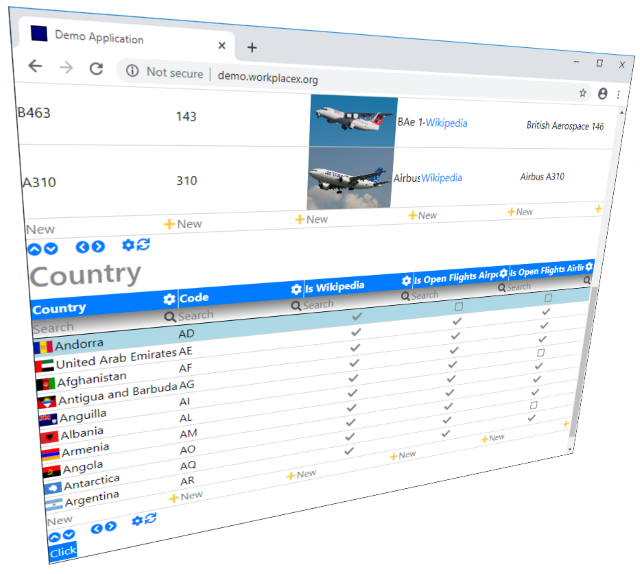 Demo Application
Not secure | demo.workplacex.org
B463 143 BAe 1-Wikipedia British Aerospace 146
A310 310 Airbus Wikipedia Airbus A310
New New New New New
Country
Country Code Is Wikipedia Is Open Flights Airpo Is Open Flights Airlin
Search Search Search Search Search
Andorra AD
United Arab Emirates AE
Afghanistan AF
Antigua and Barbuda AG
Anguilla AI
Albania AL
Armenia AM
Angola AO
Antarctica AQ
Argentina AR
New New New New New
Click